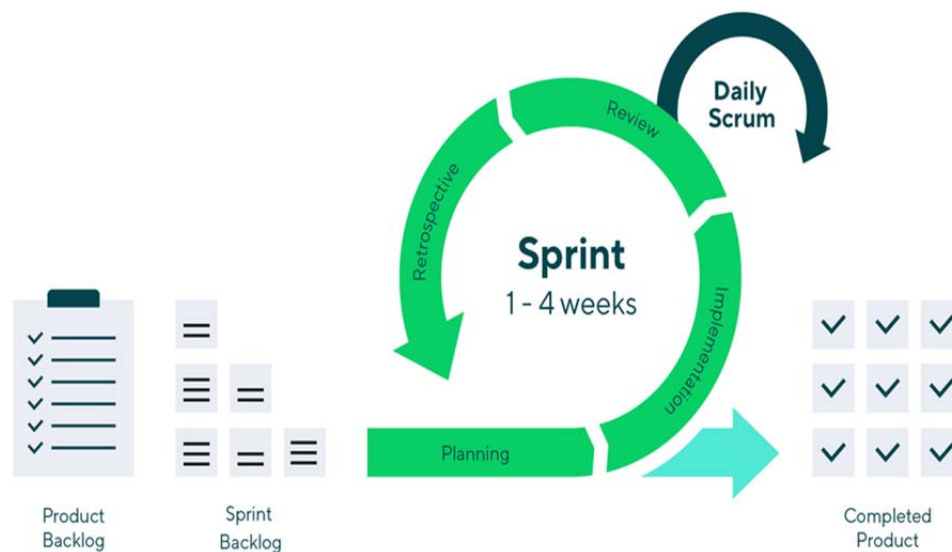 Daily
Scrum
Review
Retrospective
Sprint
1 - 4 weeks
Implementation
Planning
Product
Backlog
Sprint
Backlog
Completed
Product